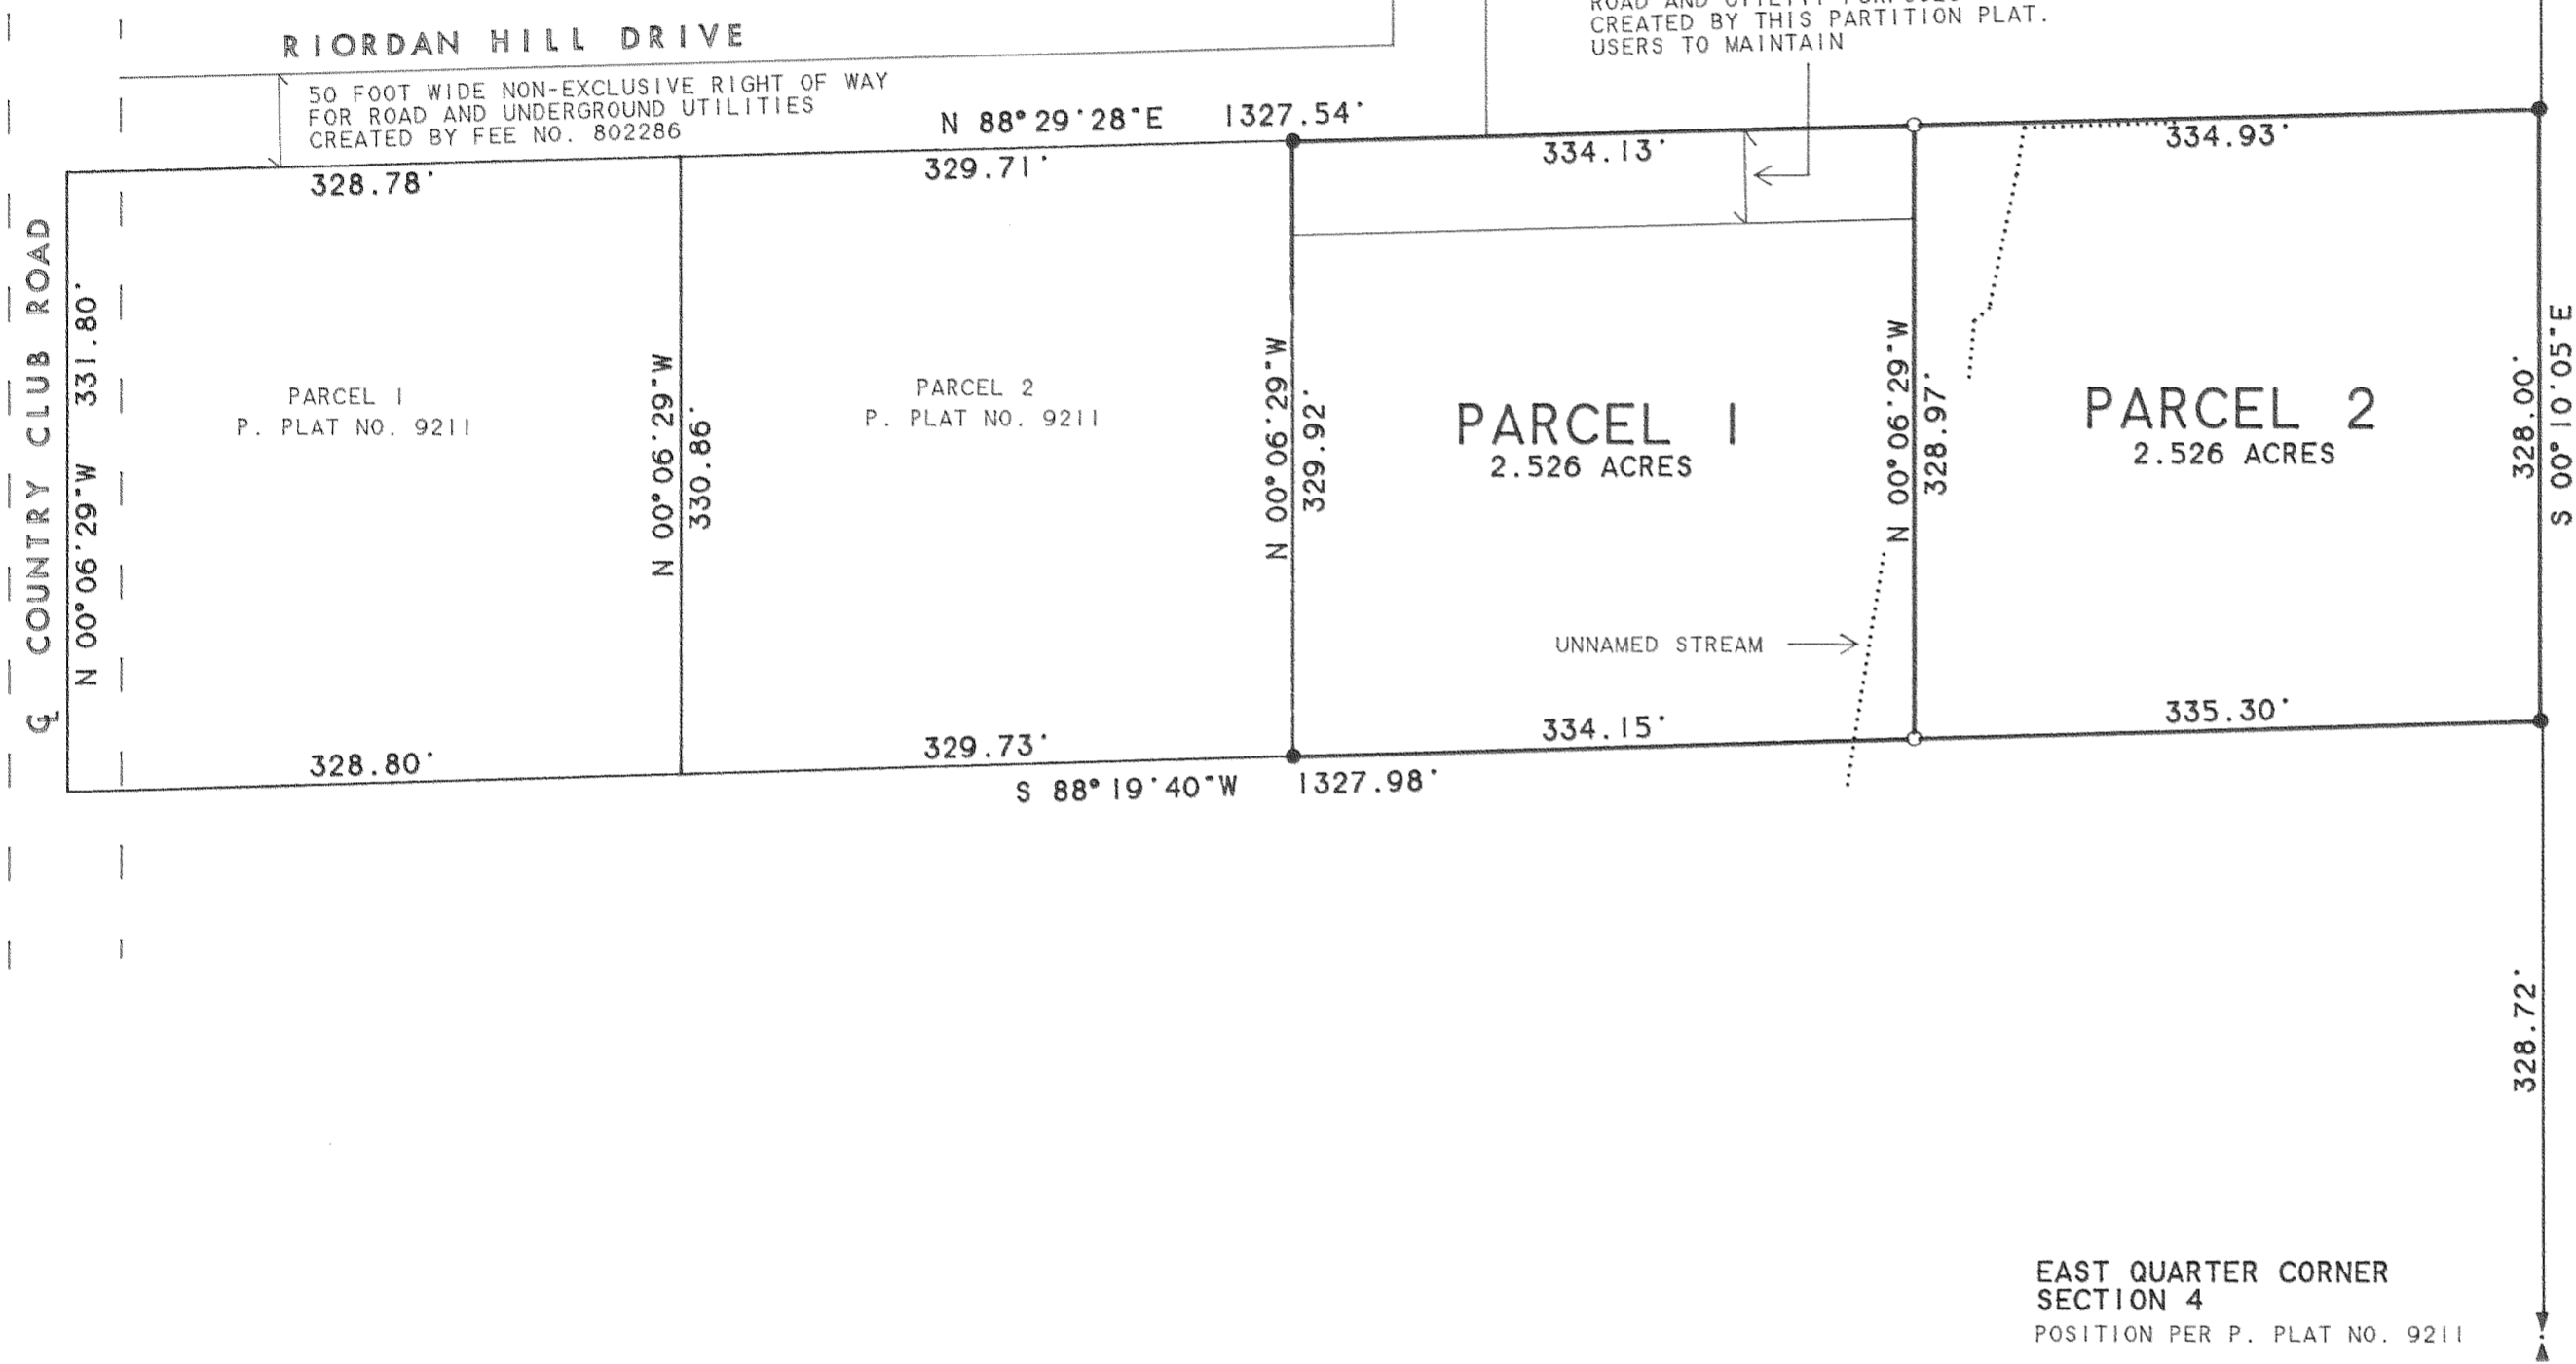 RIORDAN HILL DRIVE
50 FOOT WIDE NON-EXCLUSIVE RIGHT OF WAY
FOR ROAD AND UNDERGROUND UTILITIES
CREATED BY FEE NO. 802286
ROAD AND UTILITY PURPOSES
CREATED BY THIS PARTITION PLAT.
USERS TO MAINTAIN
N 88°29'28"E 1327.54'
328.78'
329.71'
334.13'
334.93'
℄ COUNTRY CLUB ROAD
N 00°06'29"W 331.80'
PARCEL 1
P. PLAT NO. 9211
N 00°06'29"W
330.86'
PARCEL 2
P. PLAT NO. 9211
N 00°06'29"W
329.92'
PARCEL 1
2.526 ACRES
N 00°06'29"W
328.97'
PARCEL 2
2.526 ACRES
328.00'
S 00°10'05"E
UNNAMED STREAM
328.80'
329.73'
334.15'
335.30'
S 88°19'40"W 1327.98'
328.72'
EAST QUARTER CORNER
SECTION 4
POSITION PER P. PLAT NO. 9211